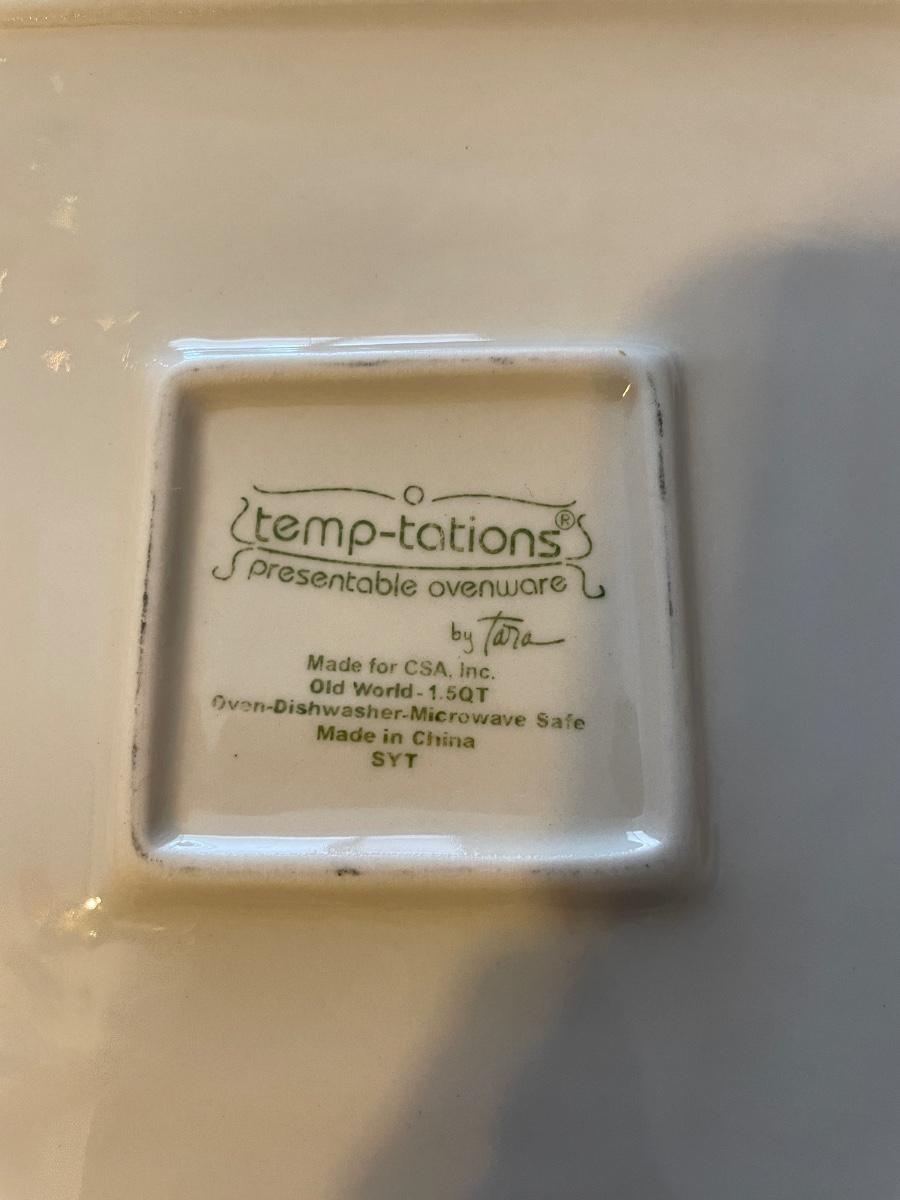 temp-tations®
presentable ovenware
by Tara
Made for CSA, Inc.
Old World - 1.5QT
Oven-Dishwasher-Microwave Safe
Made in China
SYT